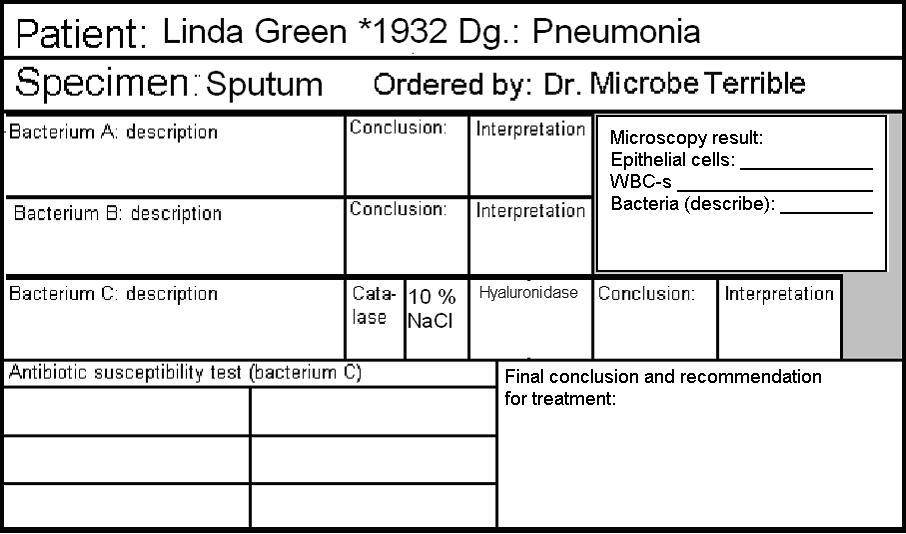 Patient: Linda Green *1932 Dg.: Pneumonia
Specimen: Sputum Ordered by: Dr. Microbe Terrible
Bacterium A: description
Conclusion:
Interpretation
Microscopy result:
Epithelial cells: ____________
WBC-s __________________
Bacteria (describe): ________
Bacterium B: description
Conclusion:
Interpretation
Bacterium C: description
Cata-
lase
10 %
NaCl
Hyaluronidase
Conclusion:
Interpretation
Antibiotic susceptibility test (bacterium C)
Final conclusion and recommendation
for treatment: